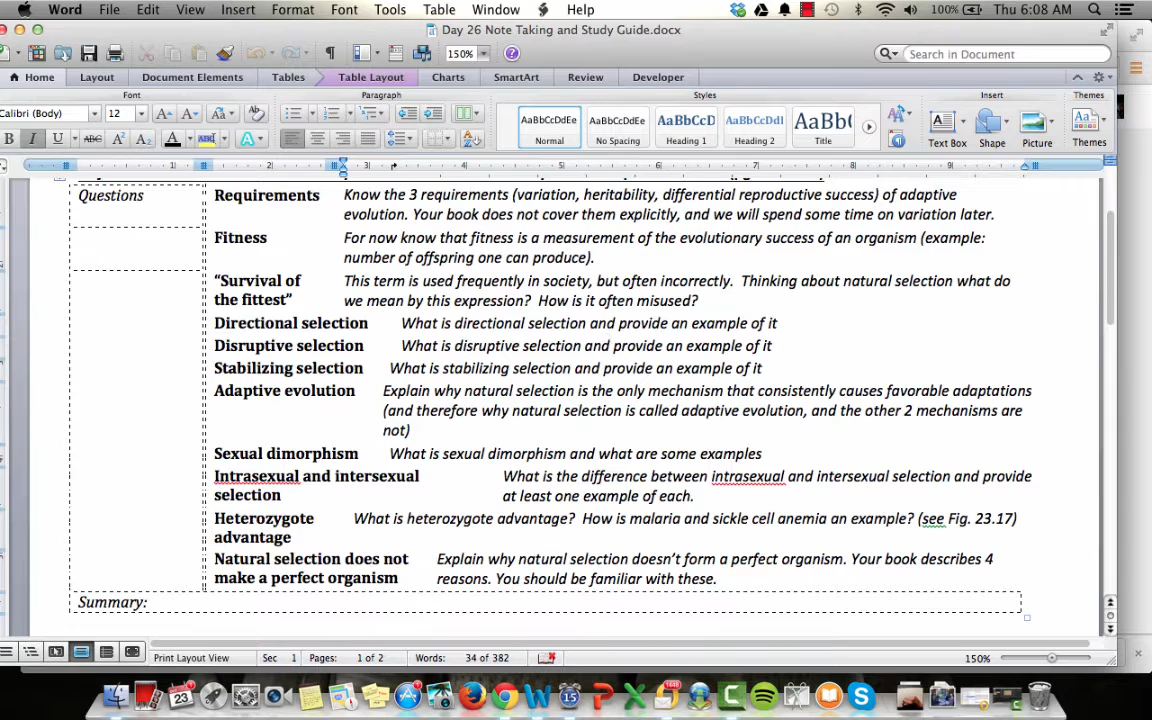 Word File Edit View Insert Format Font Tools Table Window Help 100% Thu 6:08 AM
Day 26 Note Taking and Study Guide.docx
150% Search in Document
Home Layout Document Elements Tables Table Layout Charts SmartArt Review Developer
Font Paragraph Styles Insert Themes
Calibri (Body) 12 AaBbCcDdEe AaBbCcDdEe AaBbCcD AaBbCcDdI AaBb(
Normal No Spacing Heading 1 Heading 2 Title Text Box Shape Picture Themes
Questions
Requirements Know the 3 requirements (variation, heritability, differential reproductive success) of adaptive
evolution. Your book does not cover them explicitly, and we will spend some time on variation later.
Fitness For now know that fitness is a measurement of the evolutionary success of an organism (example:
number of offspring one can produce).
“Survival of This term is used frequently in society, but often incorrectly. Thinking about natural selection what do
the fittest” we mean by this expression? How is it often misused?
Directional selection What is directional selection and provide an example of it
Disruptive selection What is disruptive selection and provide an example of it
Stabilizing selection What is stabilizing selection and provide an example of it
Adaptive evolution Explain why natural selection is the only mechanism that consistently causes favorable adaptations
(and therefore why natural selection is called adaptive evolution, and the other 2 mechanisms are
not)
Sexual dimorphism What is sexual dimorphism and what are some examples
Intrasexual and intersexual What is the difference between intrasexual and intersexual selection and provide
selection at least one example of each.
Heterozygote What is heterozygote advantage? How is malaria and sickle cell anemia an example? (see Fig. 23.17)
advantage
Natural selection does not Explain why natural selection doesn’t form a perfect organism. Your book describes 4
make a perfect organism reasons. You should be familiar with these.
Summary:
Print Layout View Sec 1 Pages: 1 of 2 Words: 34 of 382 150%